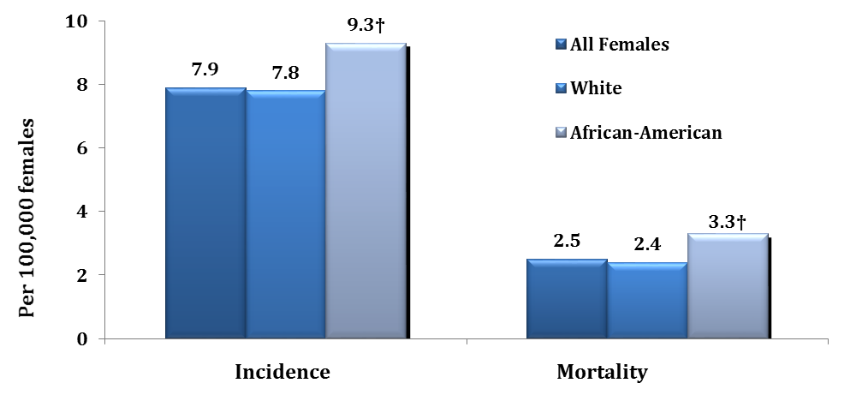 10
8
6
4
2
0
Per 100,000 females
7.9
7.8
9.3†
2.5
2.4
3.3†
All Females
White
African-American
Incidence
Mortality